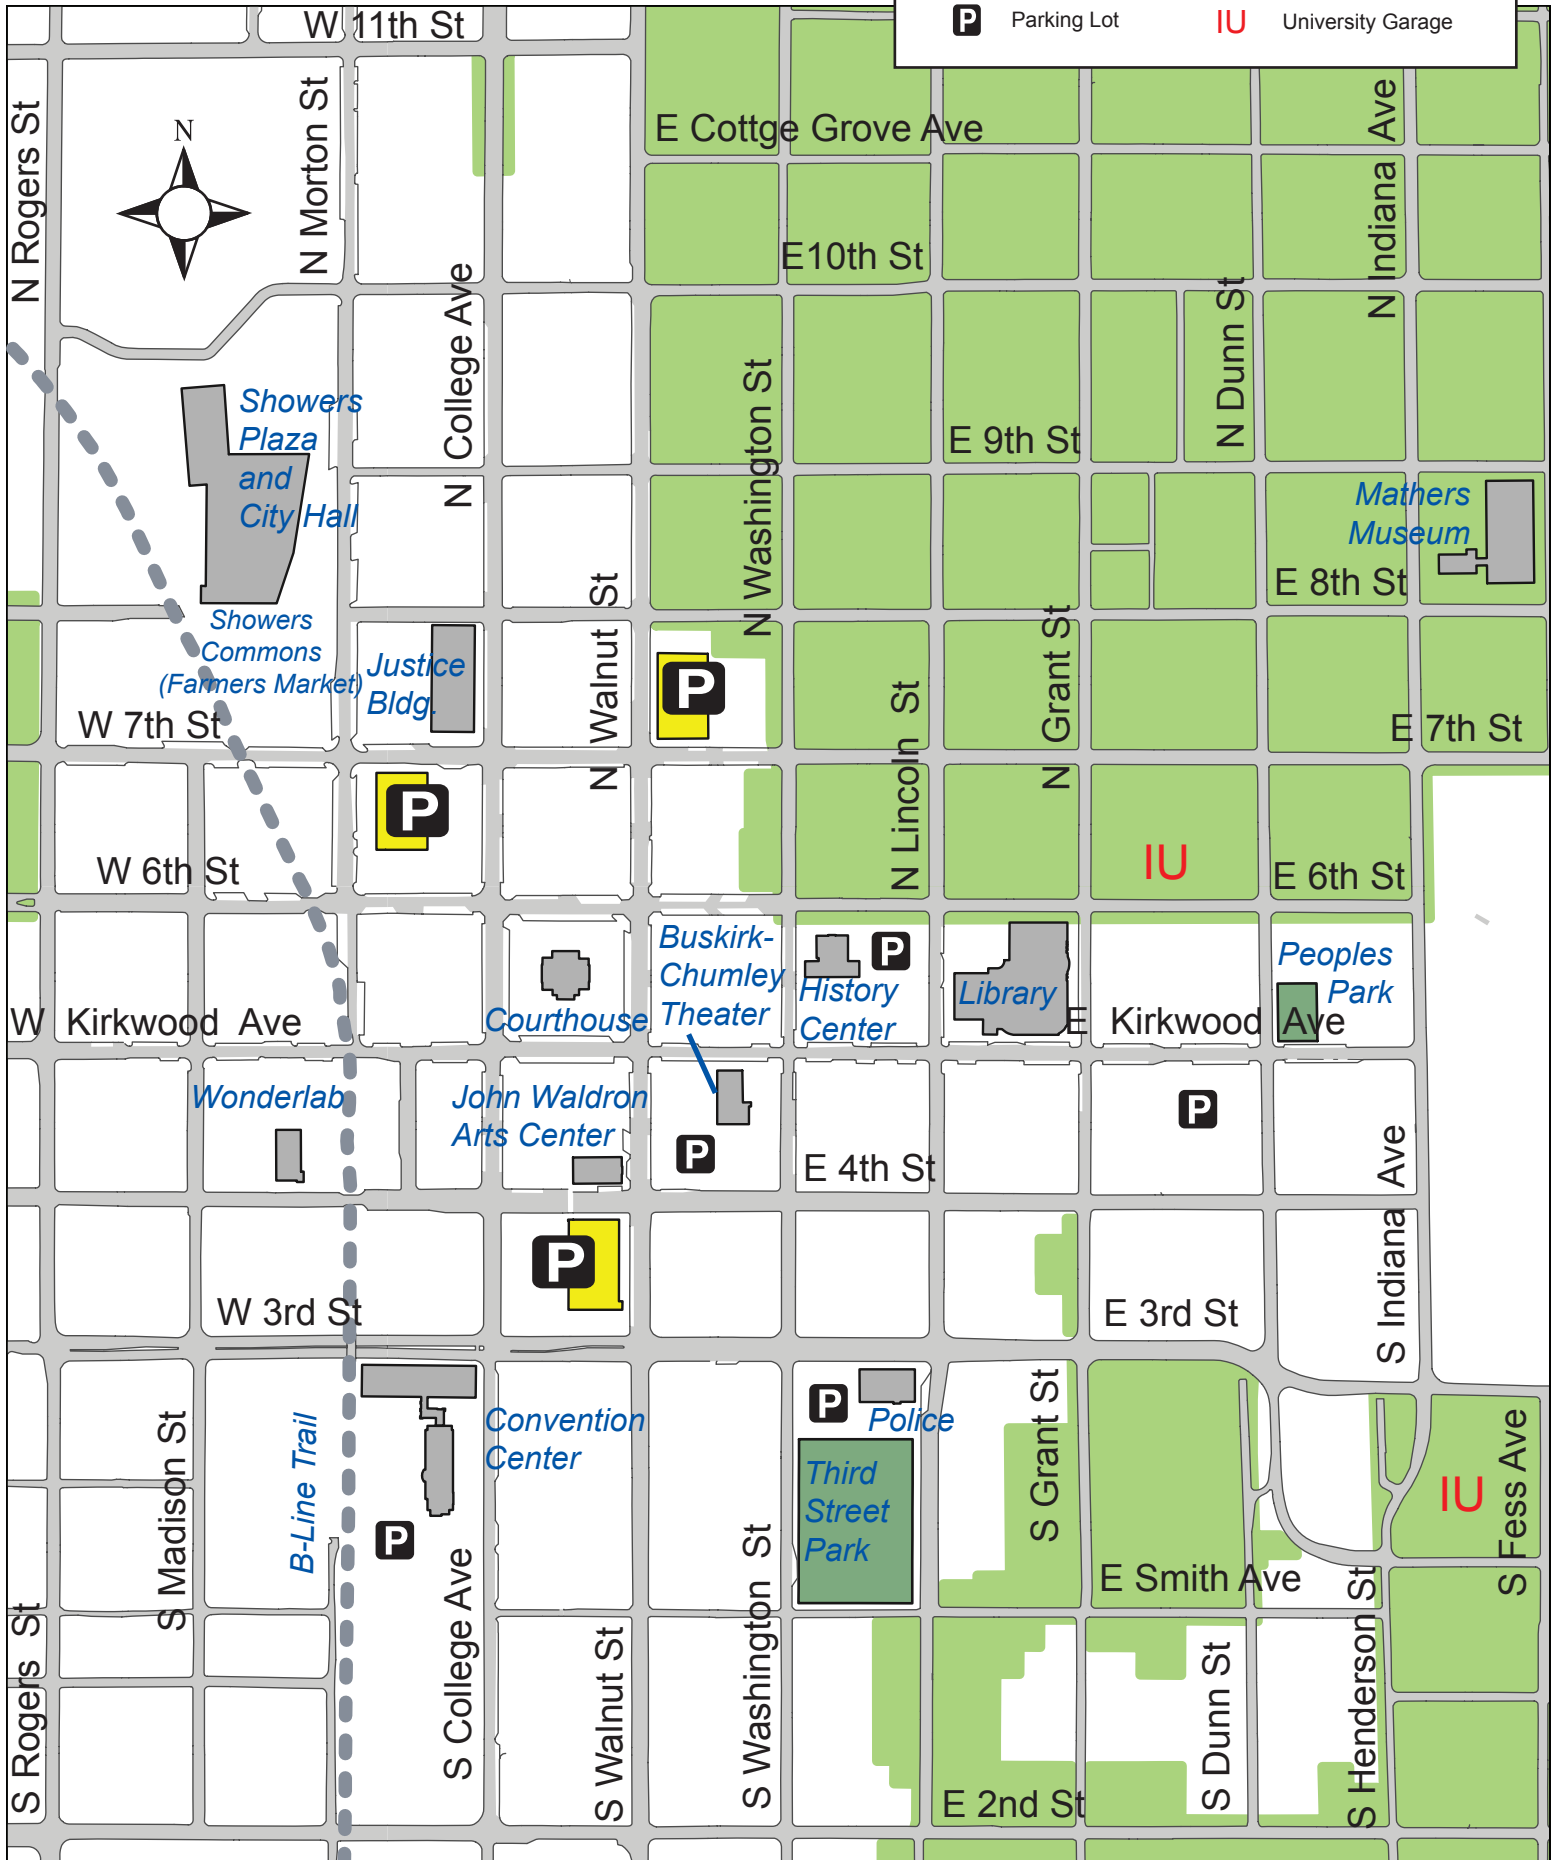 P Parking Lot IU University Garage
W 11th St
N Rogers St
N Morton St
N
E Cottge Grove Ave
N Indiana Ave
E10th St
N College Ave
N Dunn St
N Washington St
Showers
Plaza
and
City Hall
E 9th St
Mathers
Museum
E 8th St
Showers
Commons
(Farmers Market)
Justice
Bldg.
N Walnut St
P
N Lincoln St
N Grant St
W 7th St
E 7th St
P
W 6th St
IU
E 6th St
Buskirk-
Chumley
Theater
P
History
Center
Library
Peoples
Park
Courthouse
W Kirkwood Ave
E Kirkwood Ave
Wonderlab
John Waldron
Arts Center
P
P
E 4th St
S Indiana Ave
P
W 3rd St
E 3rd St
P
Police
Convention
Center
B-Line Trail
S Madison St
Third
Street
Park
S Grant St
IU
S Fess Ave
P
E Smith Ave
S Rogers St
S College Ave
S Walnut St
S Washington St
S Dunn St
S Henderson St
E 2nd St